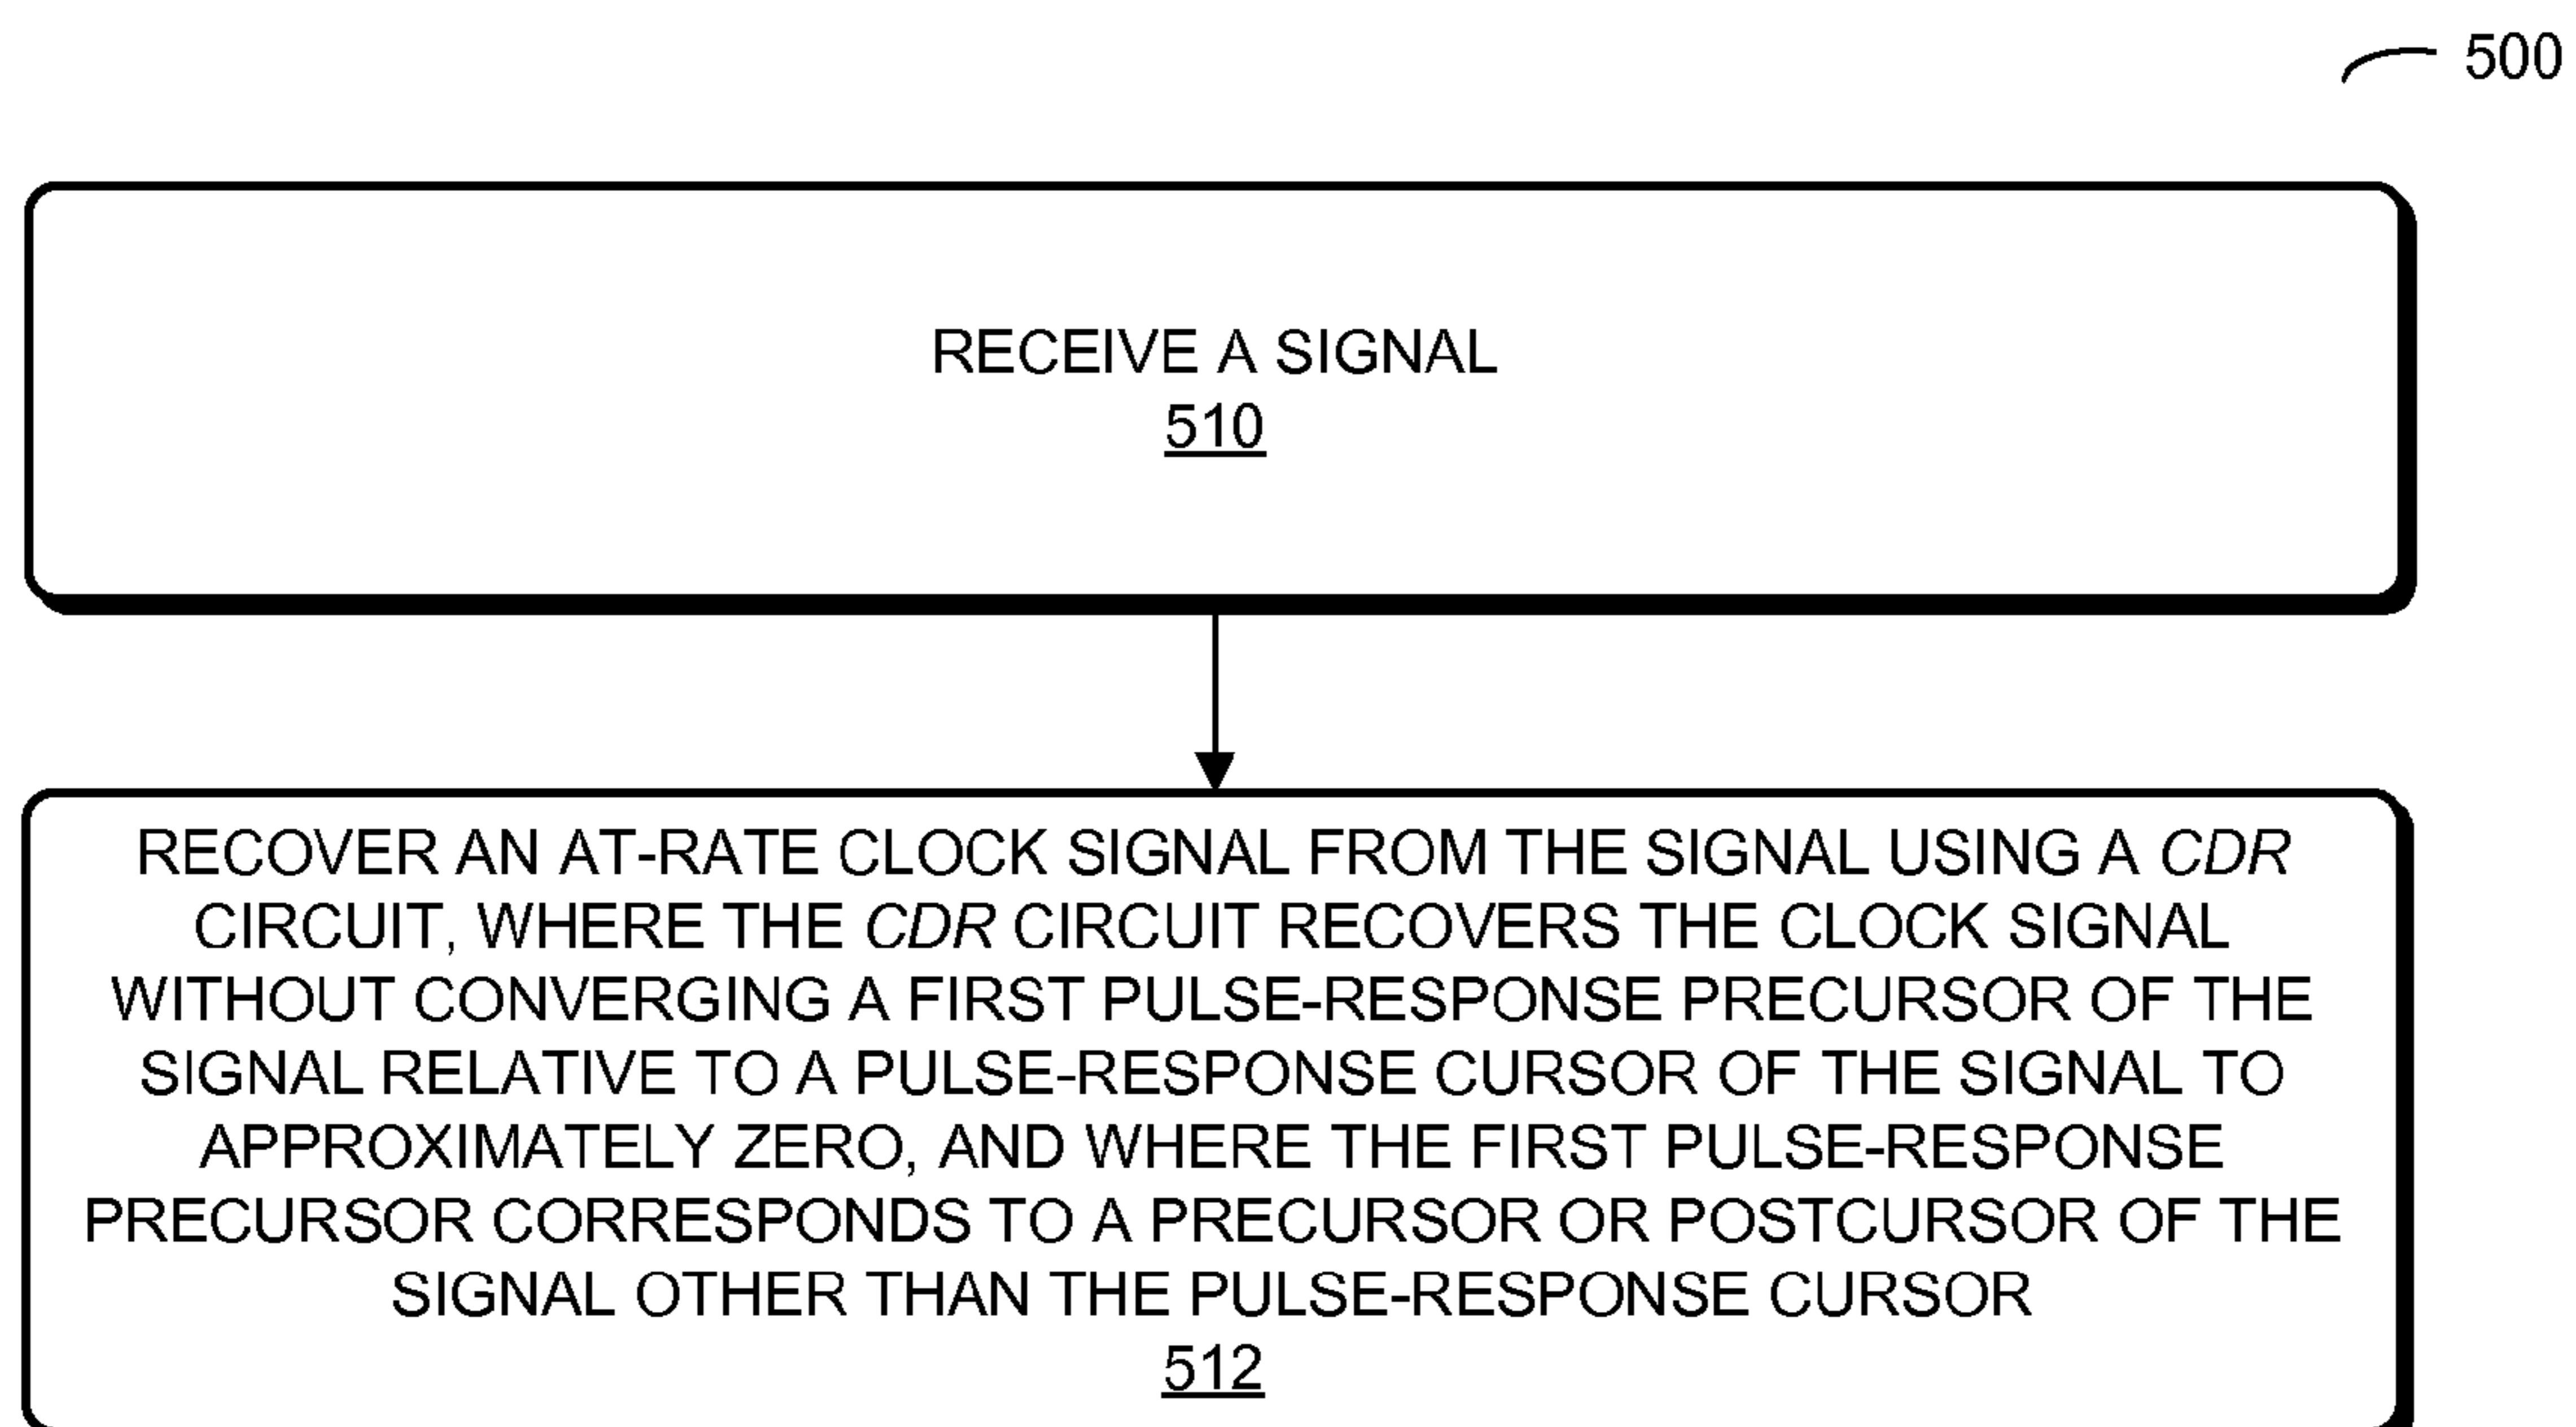 500
RECEIVE A SIGNAL
510
RECOVER AN AT-RATE CLOCK SIGNAL FROM THE SIGNAL USING A CDR
CIRCUIT, WHERE THE CDR CIRCUIT RECOVERS THE CLOCK SIGNAL
WITHOUT CONVERGING A FIRST PULSE-RESPONSE PRECURSOR OF THE
SIGNAL RELATIVE TO A PULSE-RESPONSE CURSOR OF THE SIGNAL TO
APPROXIMATELY ZERO, AND WHERE THE FIRST PULSE-RESPONSE
PRECURSOR CORRESPONDS TO A PRECURSOR OR POSTCURSOR OF THE
SIGNAL OTHER THAN THE PULSE-RESPONSE CURSOR
512